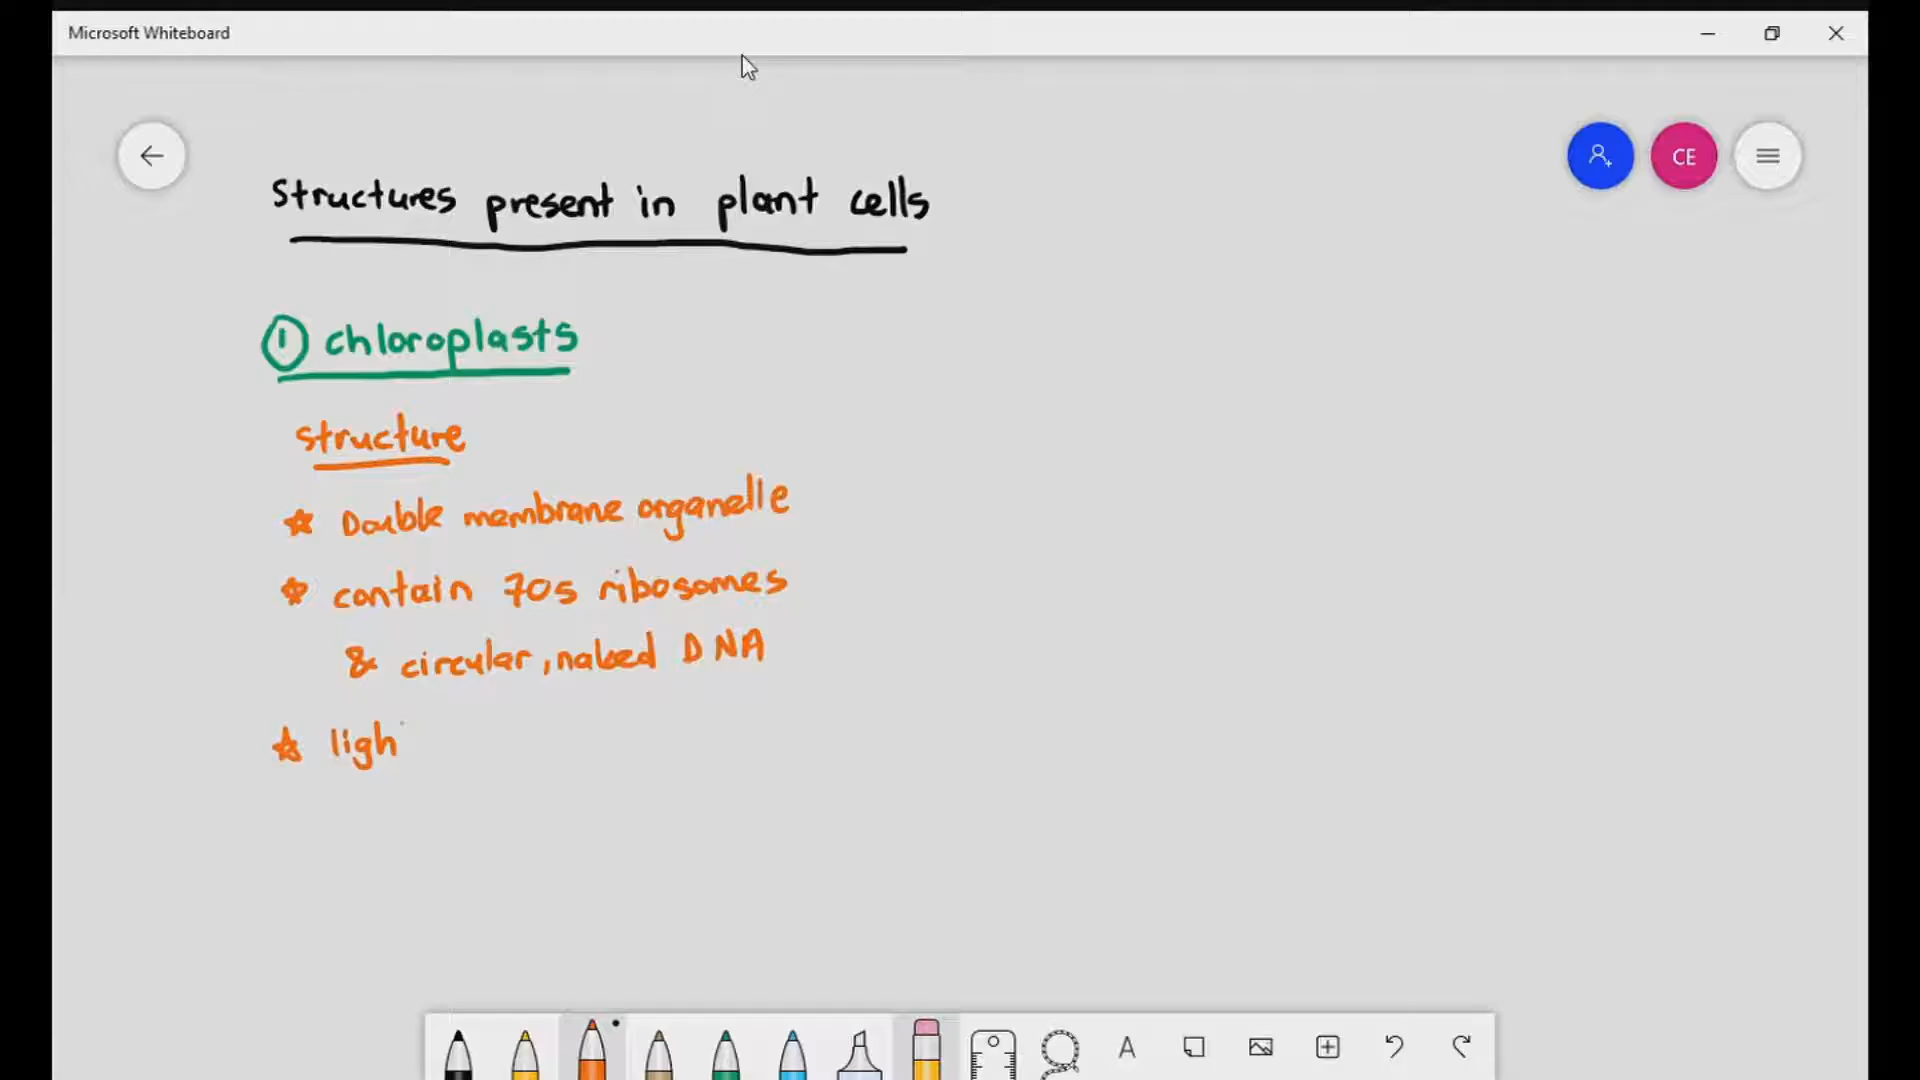 Microsoft Whiteboard
CE
Structures present in plant cells
① chloroplasts
structure
☆ Double membrane organelle
☆ contain 70s ribosomes
& circular, naked DNA
☆ ligh
A